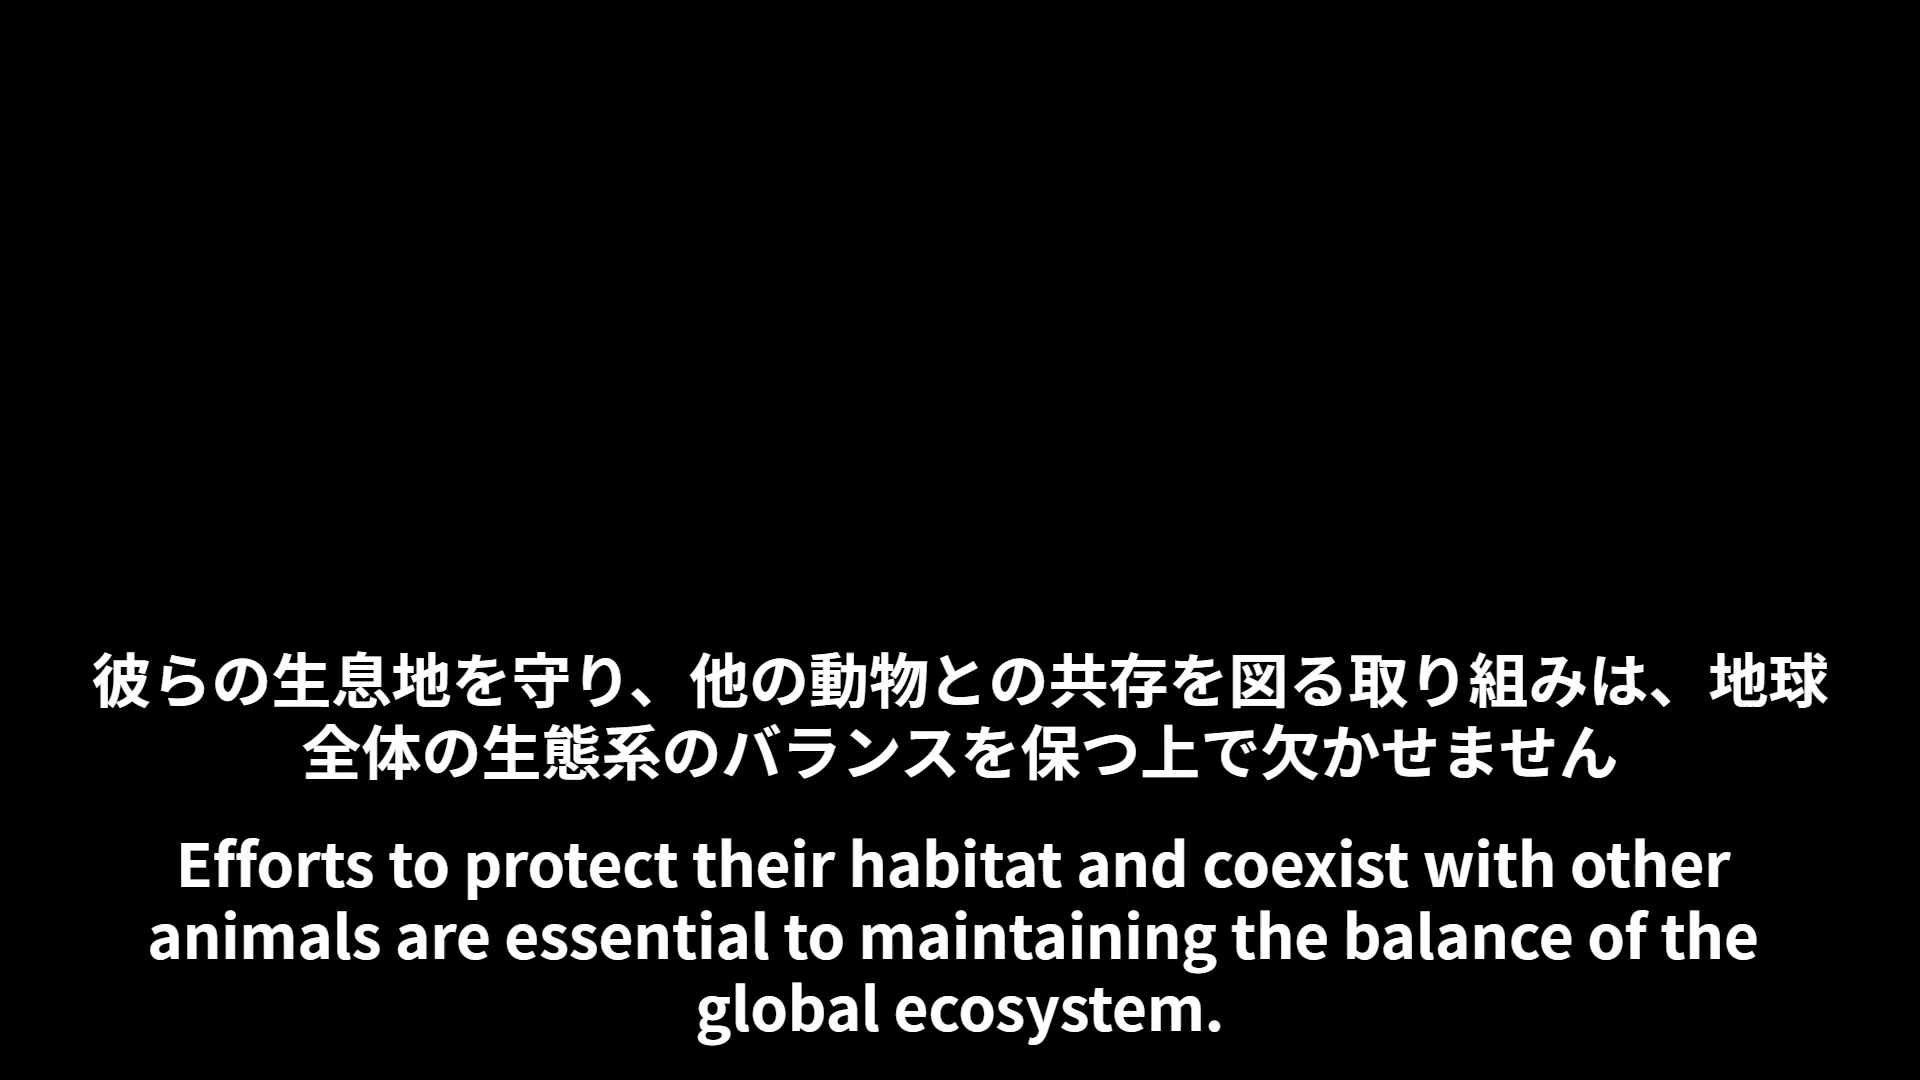 彼らの生息地を守り、他の動物との共存を図る取り組みは、地球
全体の生態系のバランスを保つ上で欠かせません
Efforts to protect their habitat and coexist with other
animals are essential to maintaining the balance of the
global ecosystem.